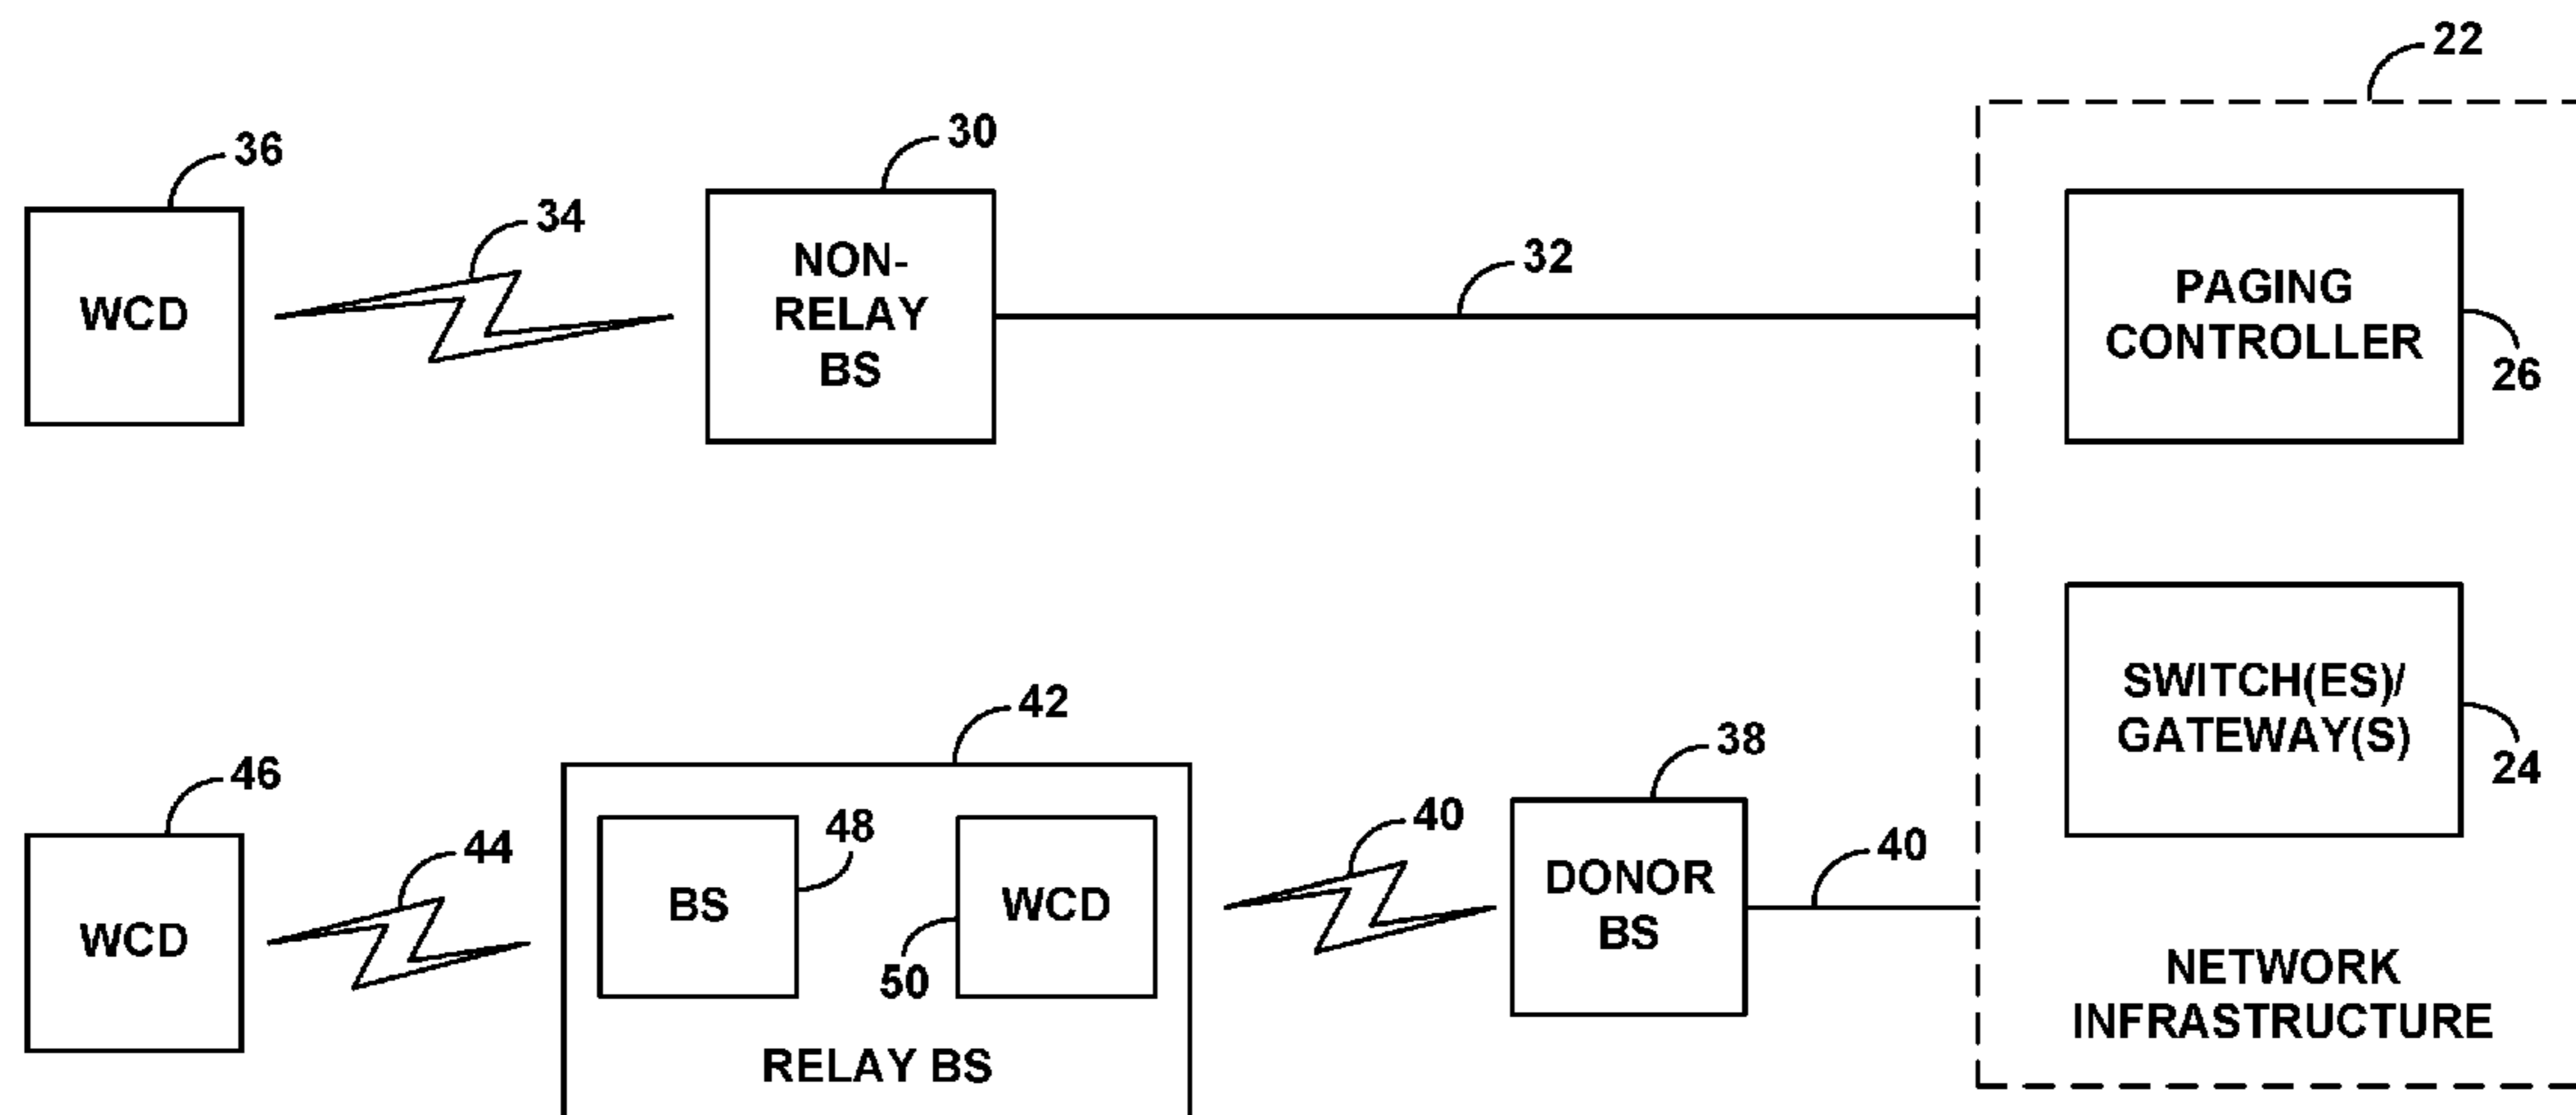 22
30
36
34
32
WCD
NON-
RELAY
BS
PAGING
CONTROLLER
26
42
38
46
44
48
40
40
SWITCH(ES)/
GATEWAY(S)
24
WCD
BS
50
WCD
DONOR
BS
RELAY BS
NETWORK
INFRASTRUCTURE